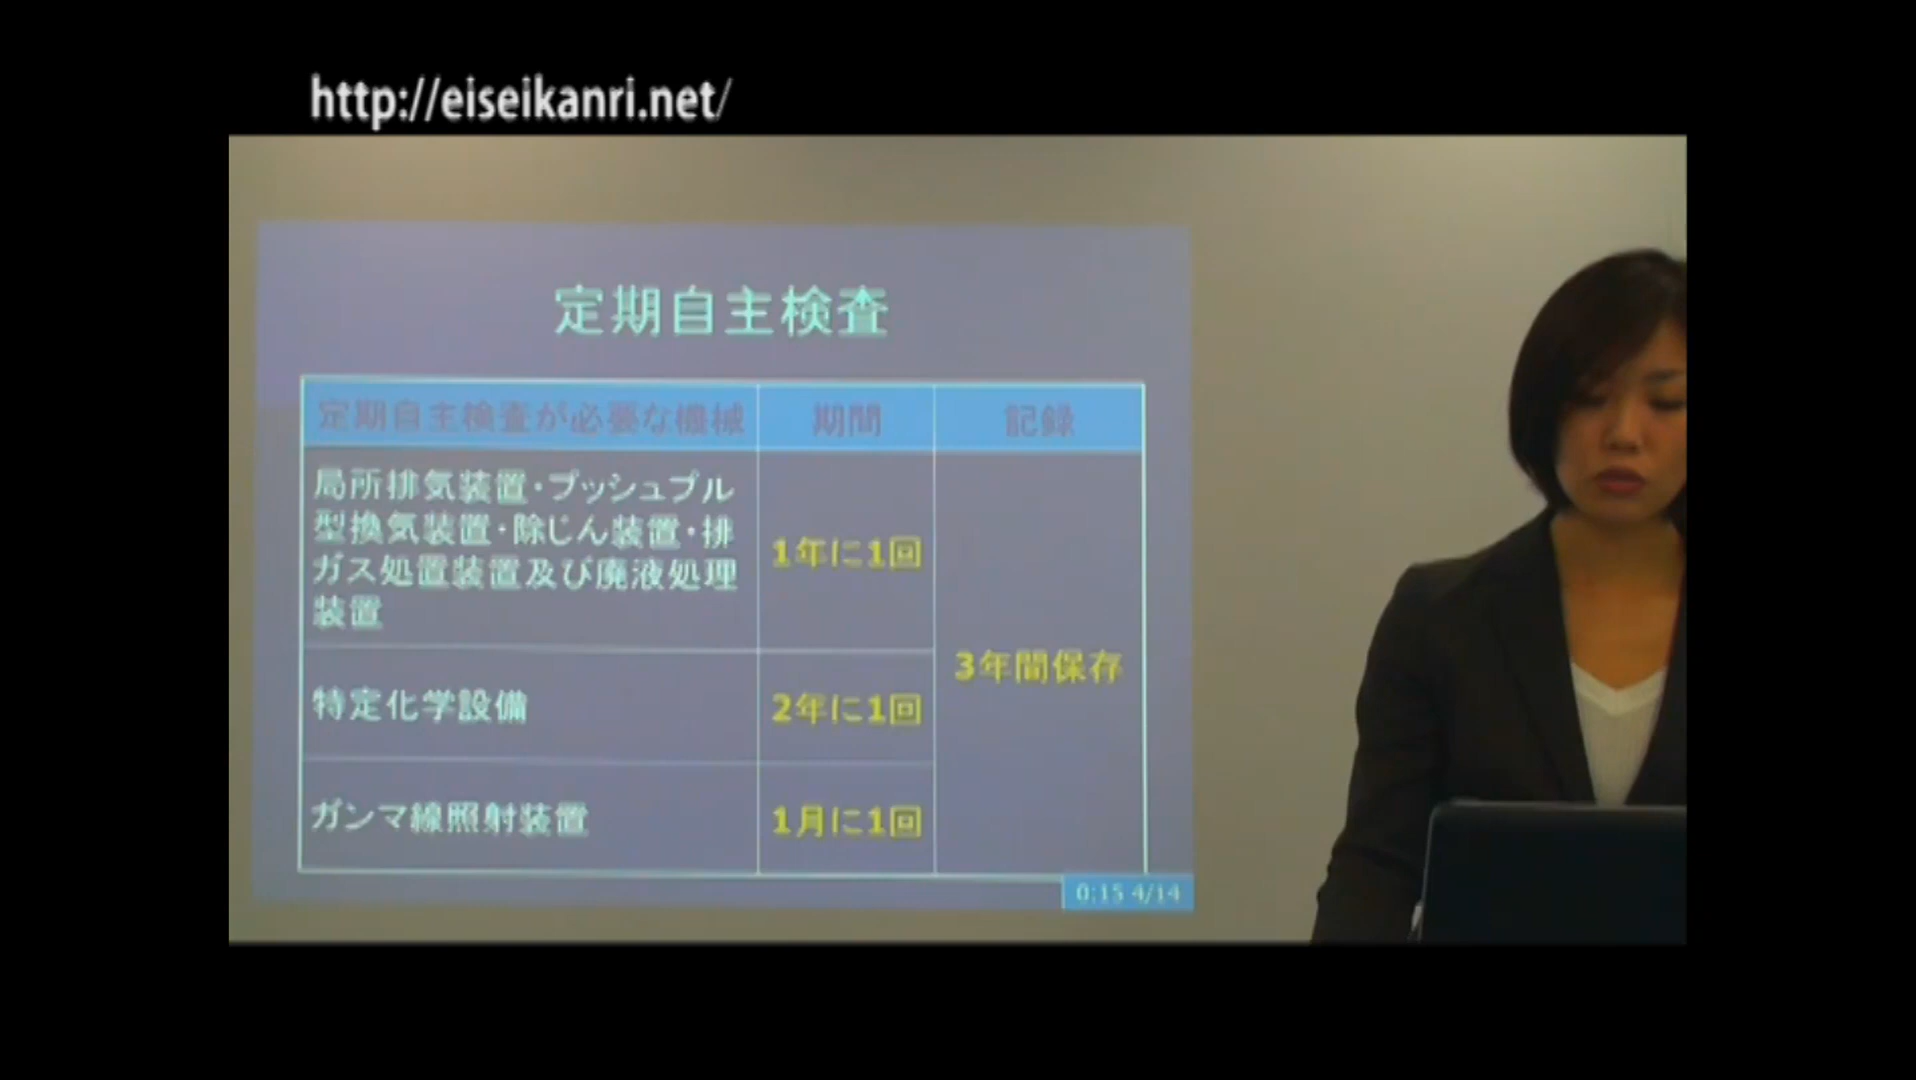 http://eiseikanri.net/
定期自主検査
定期自主検査が必要な機械
期間
記録
局所排気装置・プッシュプル
型換気装置・除じん装置・排
ガス処置装置及び廃液処理
装置
1年に1回
3年間保存
特定化学設備
2年に1回
ガンマ線照射装置
1月に1回
0:15 4/14